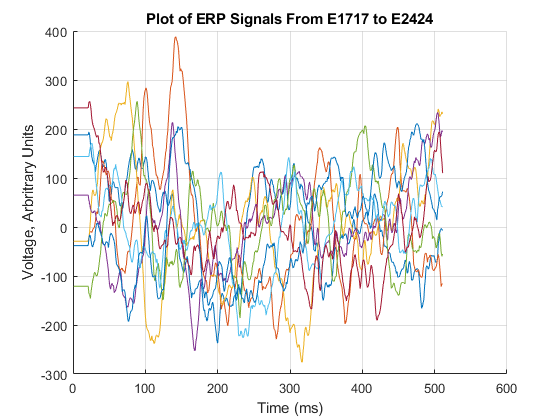 Plot of ERP Signals From E1717 to E2424
400
300
200
100
0
-100
-200
-300
Voltage, Arbritrary Units
0 100 200 300 400 500 600
Time (ms)